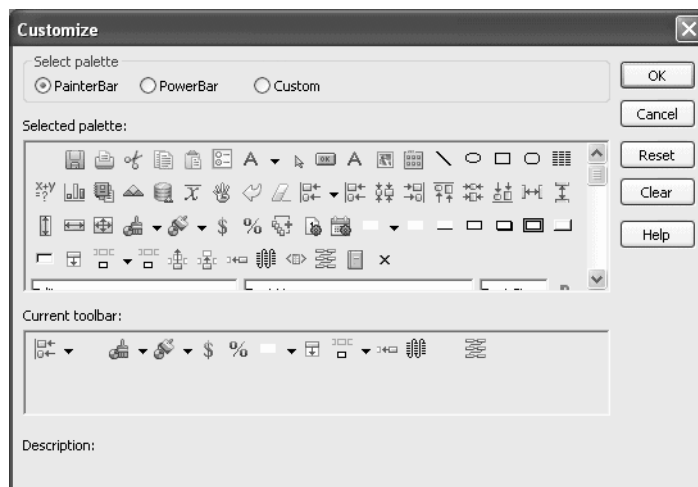 Customize
Select palette
PainterBar PowerBar Custom
OK
Cancel
Selected palette:
Reset
Clear
Help
Current toolbar:
Description: